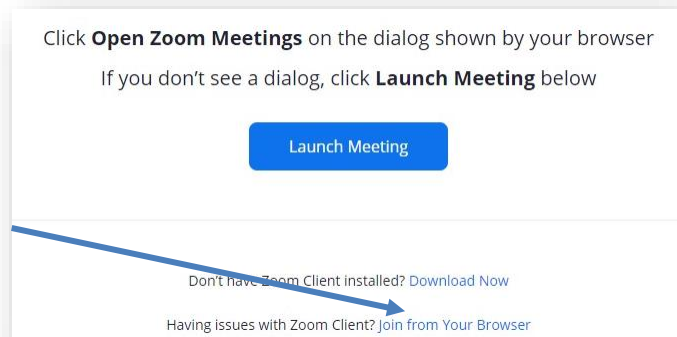 Click Open Zoom Meetings on the dialog shown by your browser
If you don’t see a dialog, click Launch Meeting below
Launch Meeting
Don't have Zoom Client installed? Download Now
Having issues with Zoom Client? Join from Your Browser